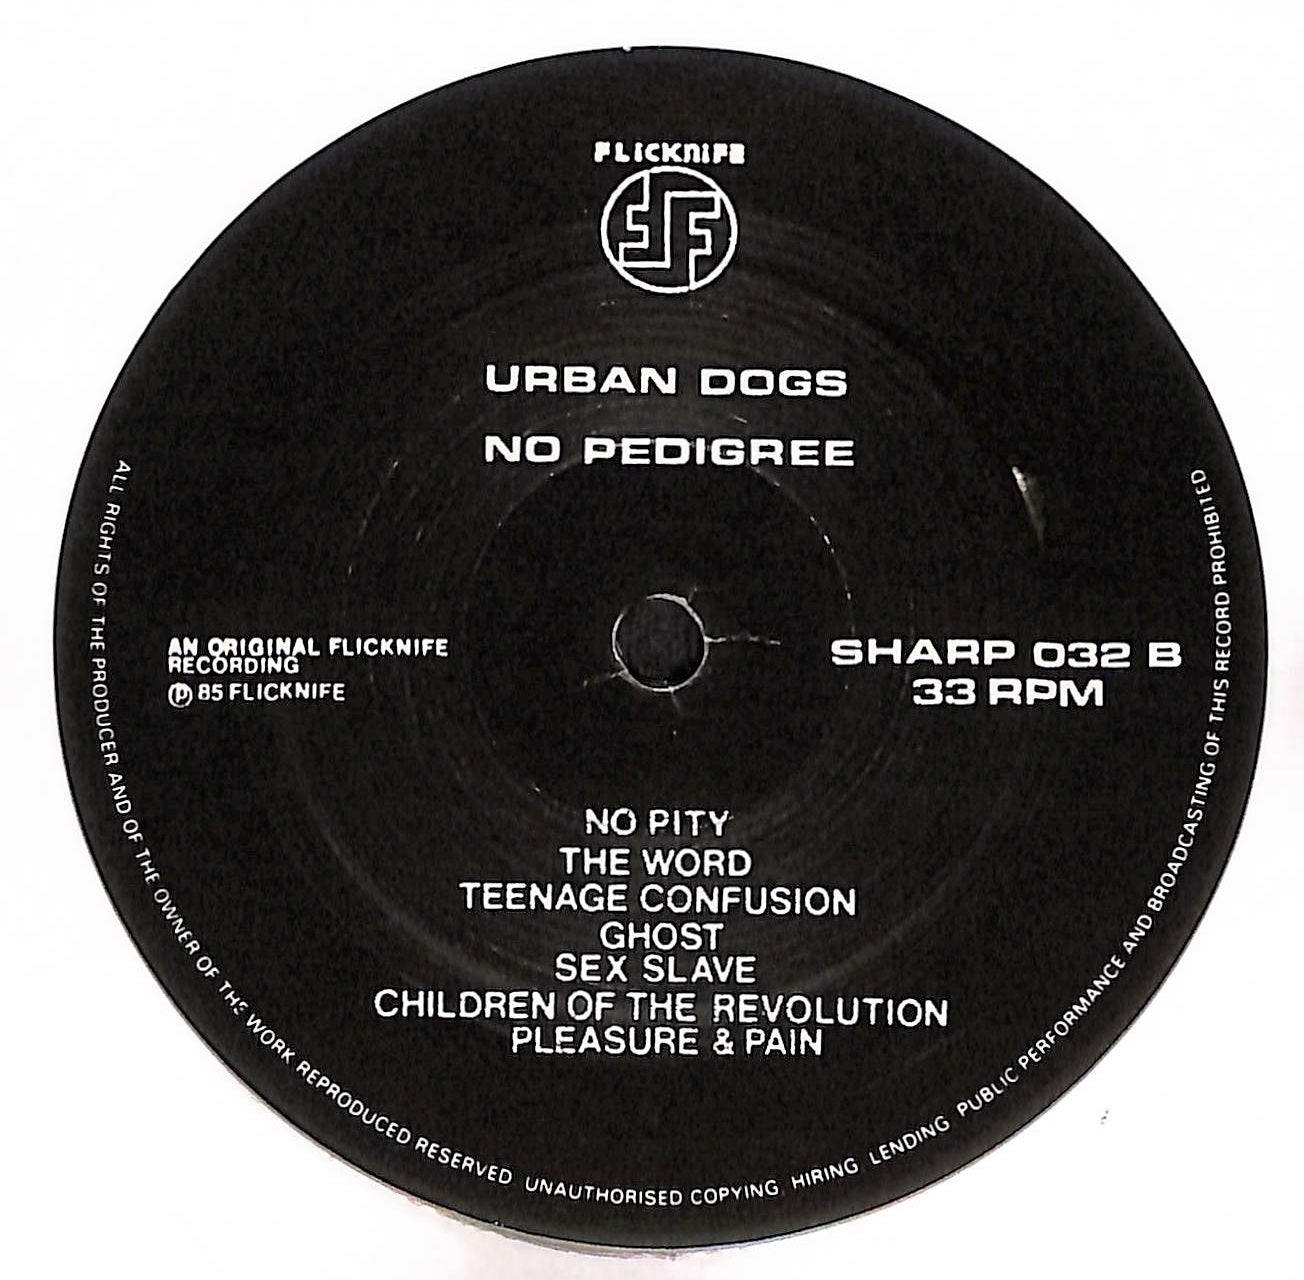 FLICKNIFE
URBAN DOGS
NO PEDIGREE
AN ORIGINAL FLICKNIFE
RECORDING
Ⓟ 85 FLICKNIFE
SHARP 032 B
33 RPM
NO PITY
THE WORD
TEENAGE CONFUSION
GHOST
SEX SLAVE
CHILDREN OF THE REVOLUTION
PLEASURE & PAIN
ALL RIGHTS OF THE PRODUCER AND OF THE OWNER OF THE WORK REPRODUCED RESERVED UNAUTHORISED COPYING HIRING LENDING PUBLIC PERFORMANCE AND BROADCASTING OF THIS RECORD PROHIBITED